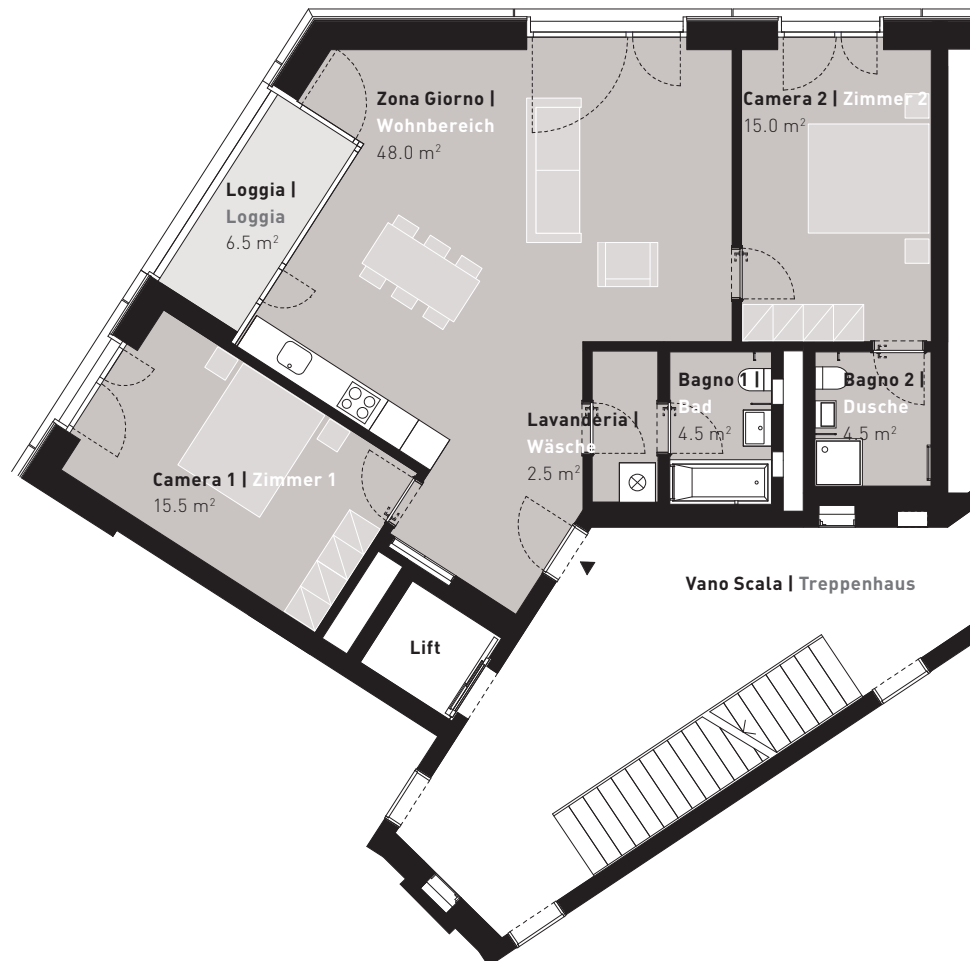 Zona Giorno |
Wohnbereich
48.0 m²
Camera 2 | Zimmer 2
15.0 m²
Loggia |
Loggia
6.5 m²
Bagno 1 |
Bad
4.5 m²
Bagno 2 |
Dusche
4.5 m²
Lavanderia |
Wäsche
2.5 m²
Camera 1 | Zimmer 1
15.5 m²
Vano Scala | Treppenhaus
Lift